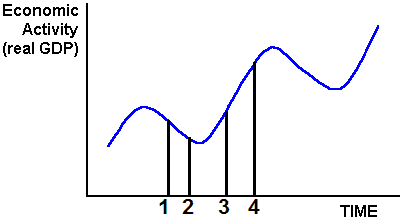 Economic
Activity
(real GDP)
1 2 3 4 TIME